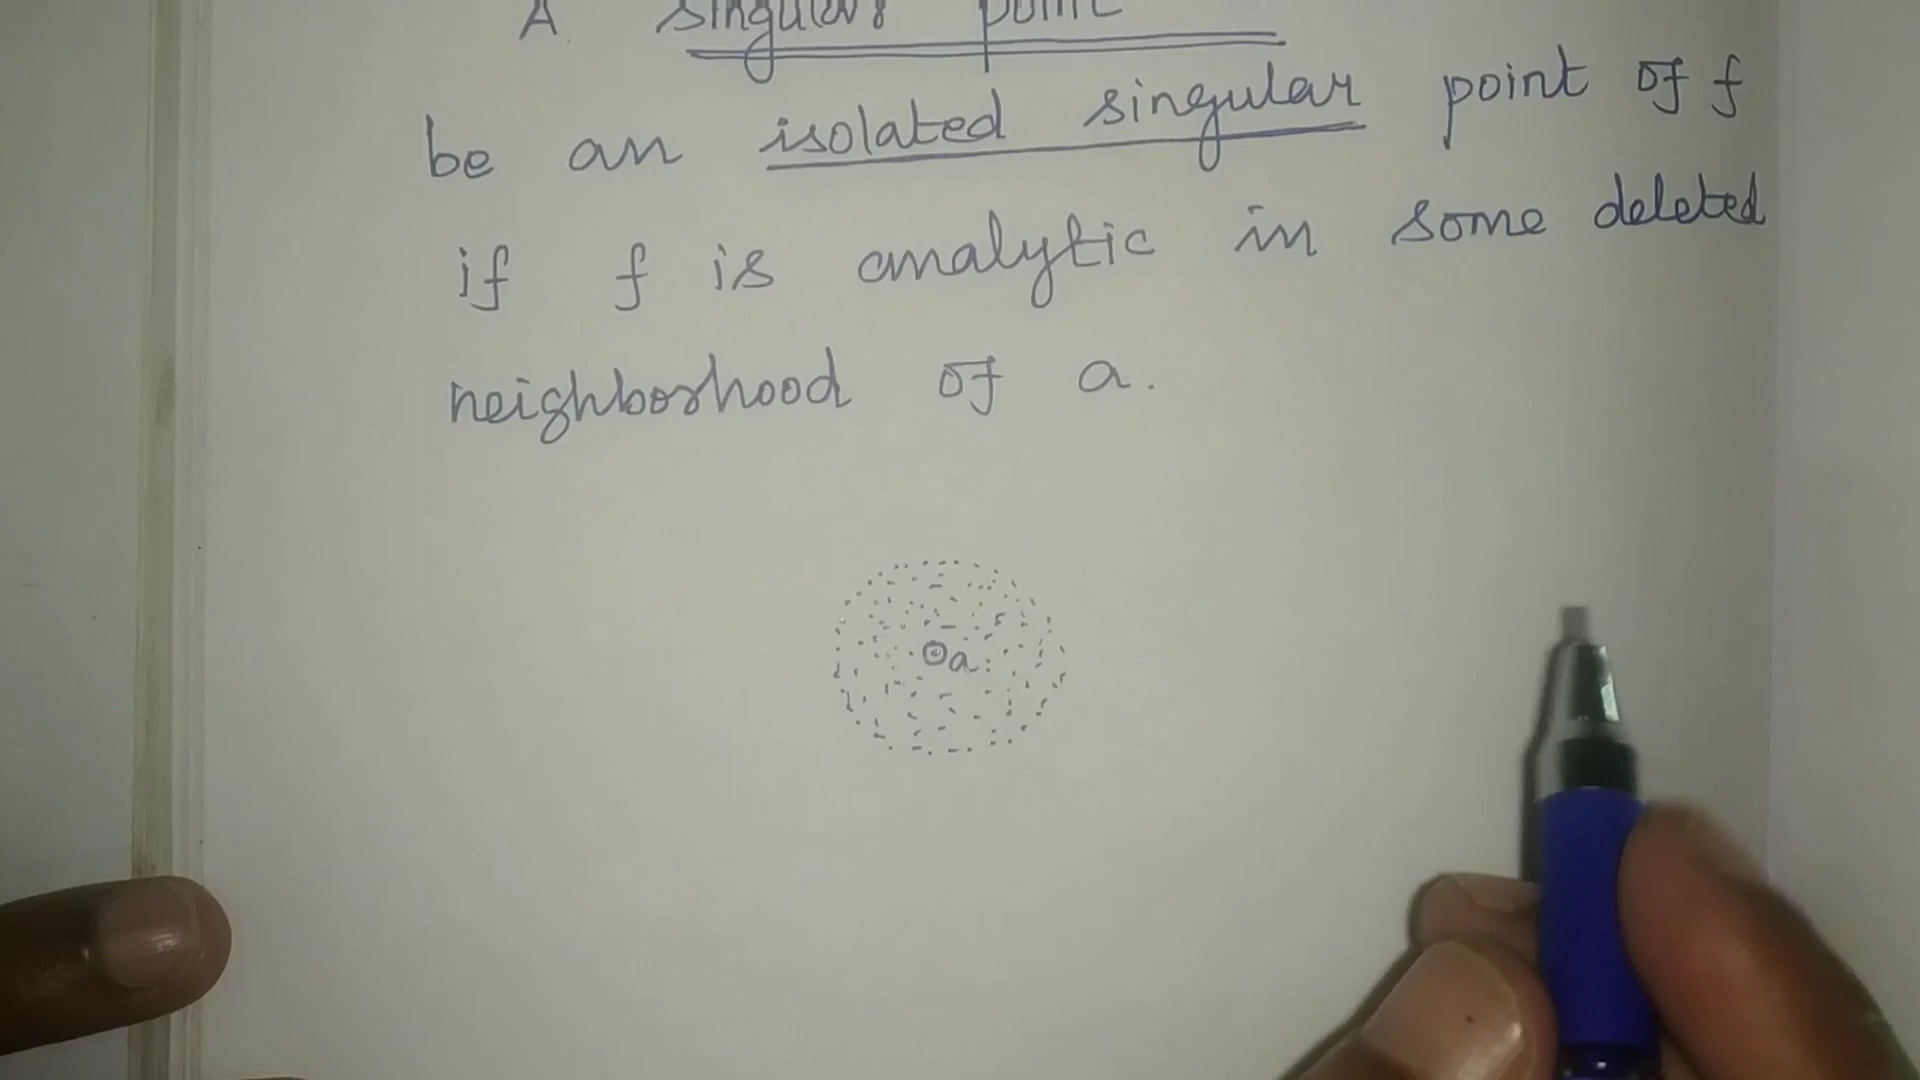 A singular point
be an isolated singular point of f
if f is analytic in some deleted
neighborhood of a.
a